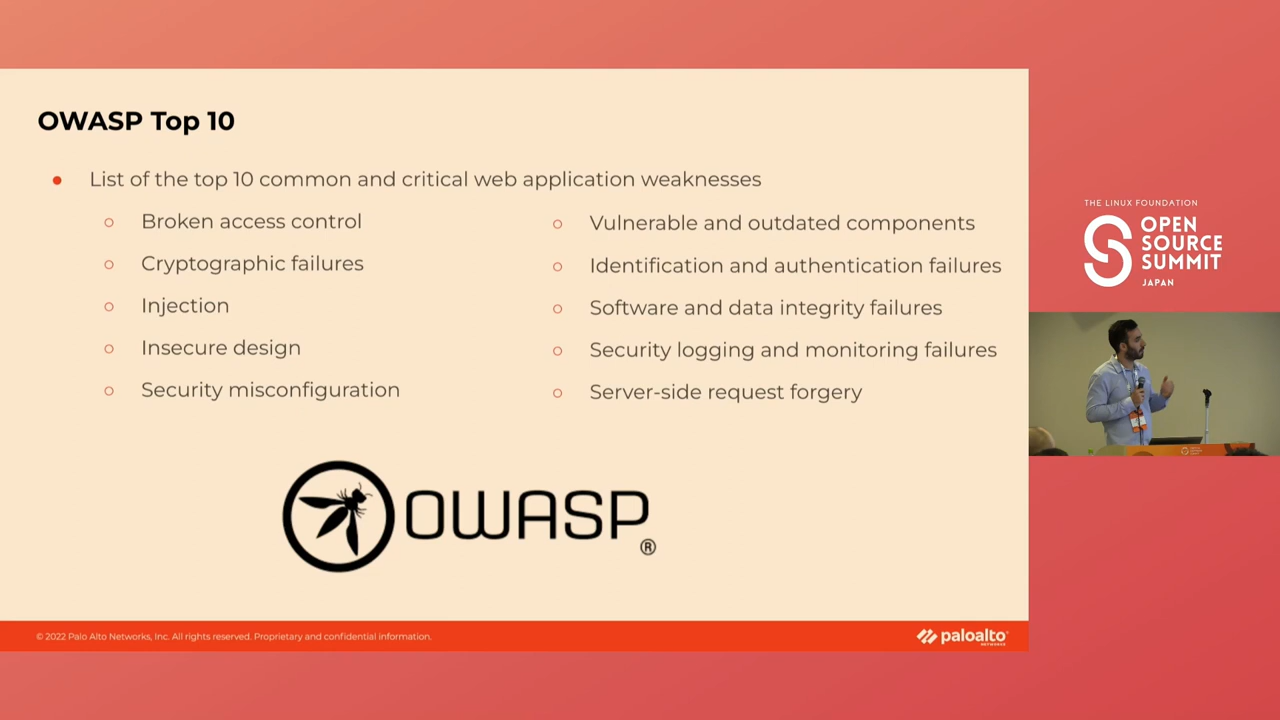 OWASP Top 10
List of the top 10 common and critical web application weaknesses
Broken access control
Cryptographic failures
Injection
Insecure design
Security misconfiguration
Vulnerable and outdated components
Identification and authentication failures
Software and data integrity failures
Security logging and monitoring failures
Server-side request forgery
OWASP
®
© 2022 Palo Alto Networks, Inc. All rights reserved. Proprietary and confidential information.
paloalto
NETWORKS
THE LINUX FOUNDATION
OPEN
SOURCE
SUMMIT
JAPAN